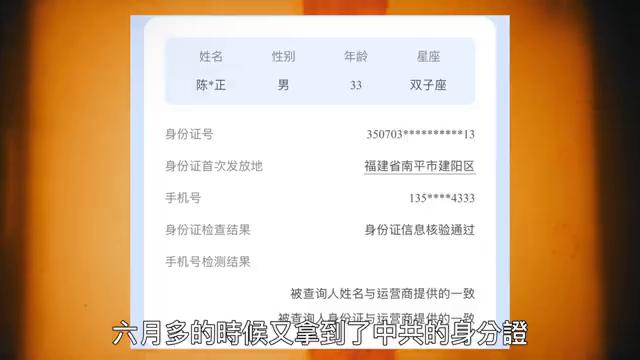 姓名 性别 年龄 星座
陈*正 男 33 双子座
身份证号 350703**********13
身份证首次发放地 福建省南平市建阳区
手机号 135****4333
身份证检查结果 身份证信息核验通过
手机号检测结果
被查询人姓名与运营商提供的一致
被查询人身份证与运营商提供的一致
六月多的時候又拿到了中共的身分證